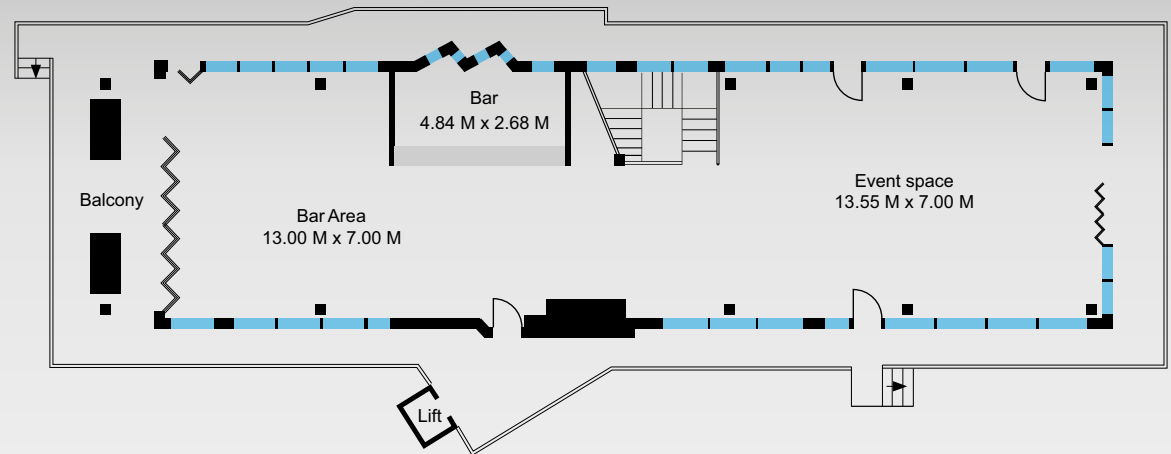 Bar
4.84 M x 2.68 M
Event space
13.55 M x 7.00 M
Balcony
Bar Area
13.00 M x 7.00 M
Lift